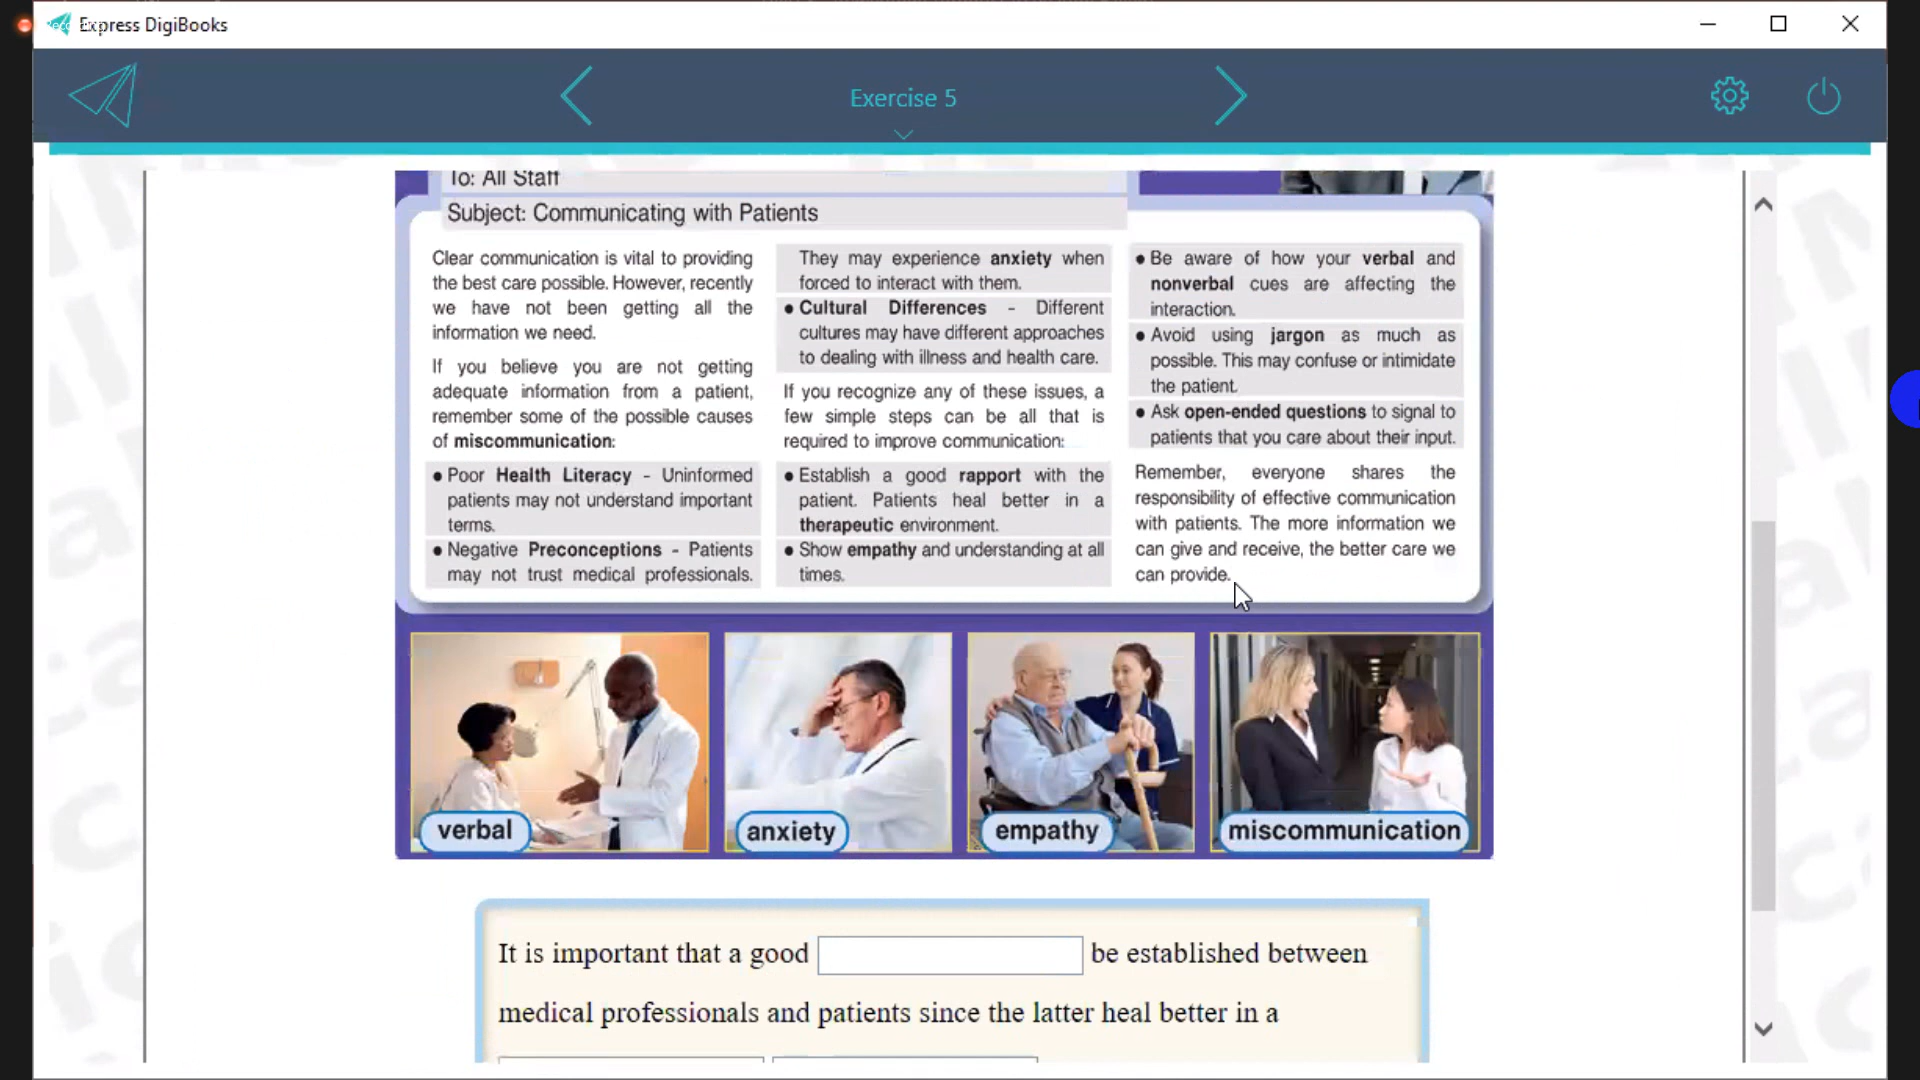 Express DigiBooks
Exercise 5
To: All Staff
Subject: Communicating with Patients
Clear communication is vital to providing
the best care possible. However, recently
we have not been getting all the
information we need.
If you believe you are not getting
adequate information from a patient,
remember some of the possible causes
of miscommunication:
● Poor Health Literacy - Uninformed
patients may not understand important
terms.
● Negative Preconceptions - Patients
may not trust medical professionals.
They may experience anxiety when
forced to interact with them.
● Cultural Differences - Different
cultures may have different approaches
to dealing with illness and health care.
If you recognize any of these issues, a
few simple steps can be all that is
required to improve communication:
● Establish a good rapport with the
patient. Patients heal better in a
therapeutic environment.
● Show empathy and understanding at all
times.
● Be aware of how your verbal and
nonverbal cues are affecting the
interaction.
● Avoid using jargon as much as
possible. This may confuse or intimidate
the patient.
● Ask open-ended questions to signal to
patients that you care about their input.
Remember, everyone shares the
responsibility of effective communication
with patients. The more information we
can give and receive, the better care we
can provide.
verbal
anxiety
empathy
miscommunication
It is important that a good
be established between
medical professionals and patients since the latter heal better in a